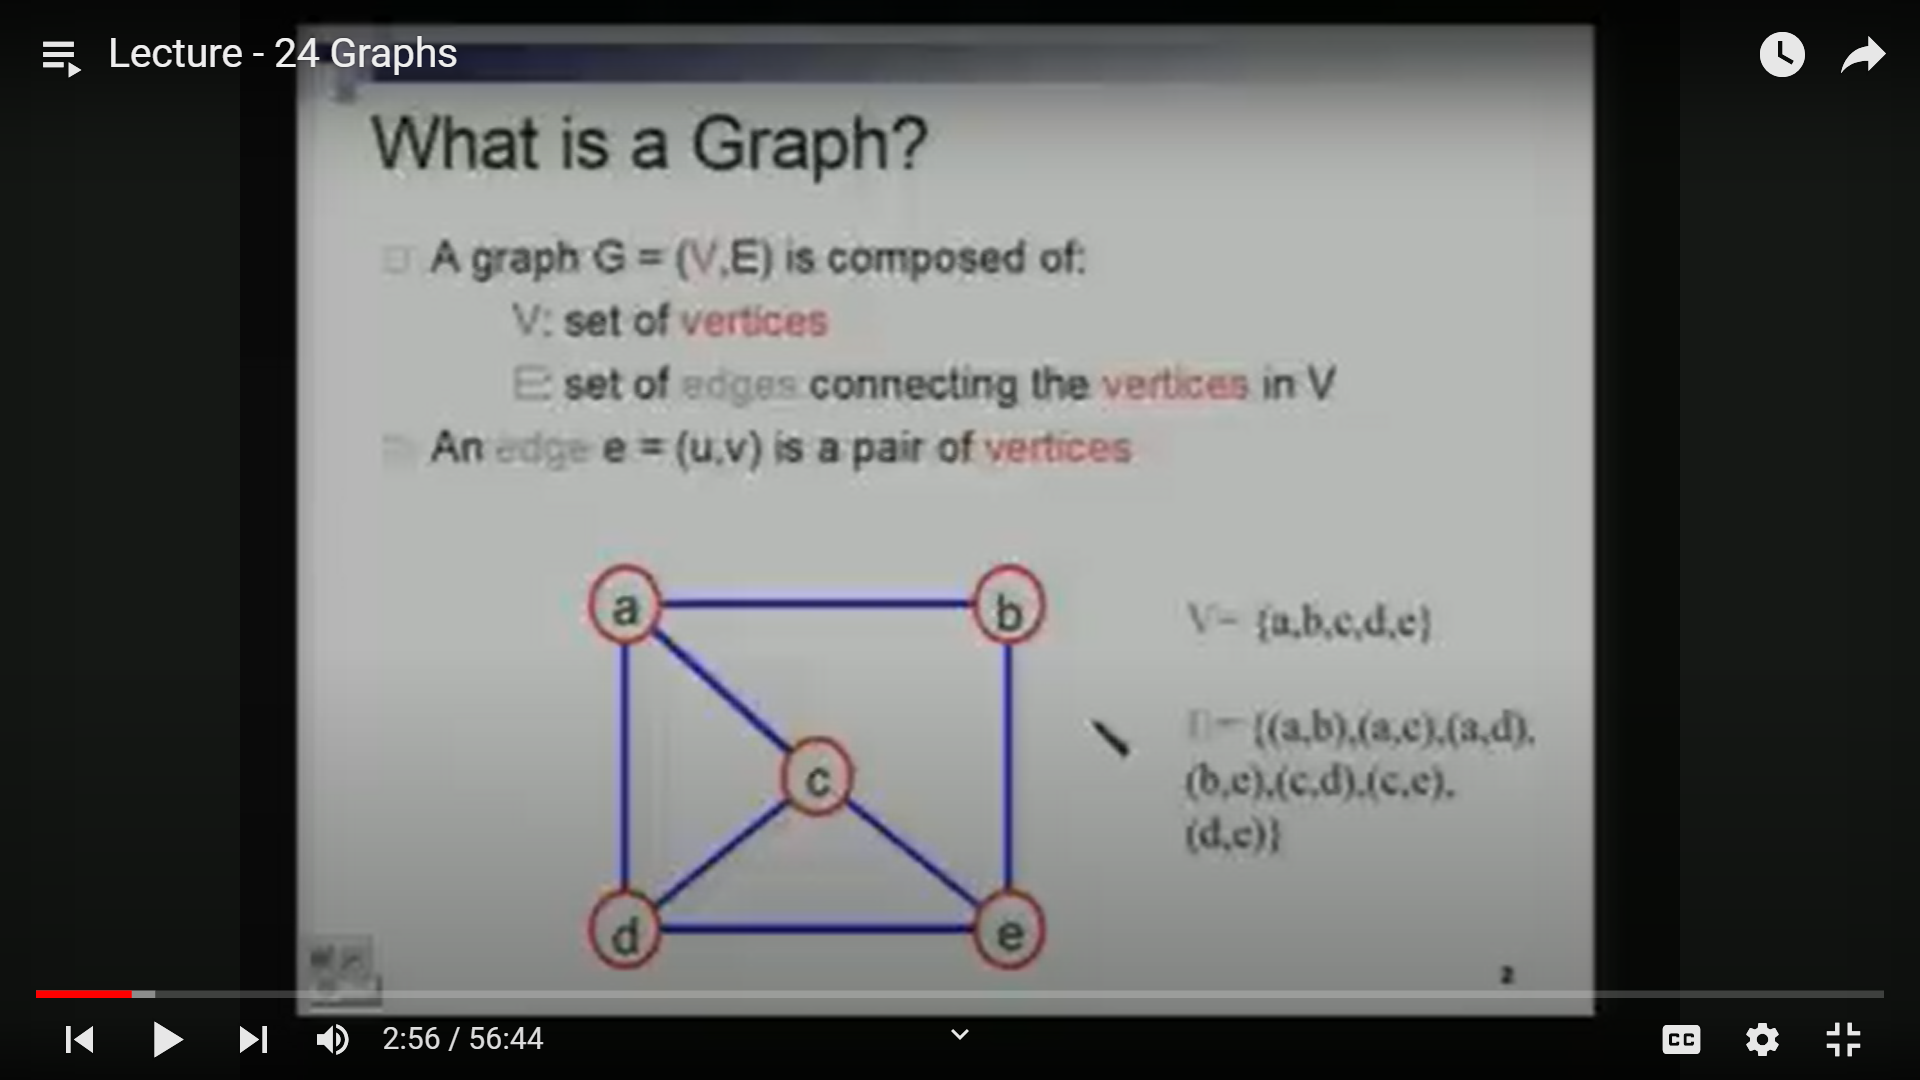 Lecture - 24 Graphs
What is a Graph?
A graph G = (V,E) is composed of:
V: set of vertices
E: set of edges connecting the vertices in V
An edge e = (u,v) is a pair of vertices
a
b
V= {a,b,c,d,e}
E= {(a,b),(a,c),(a,d),
(b,e),(c,d),(c,e),
(d,e)}
c
d
e
2
2:56 / 56:44
CC